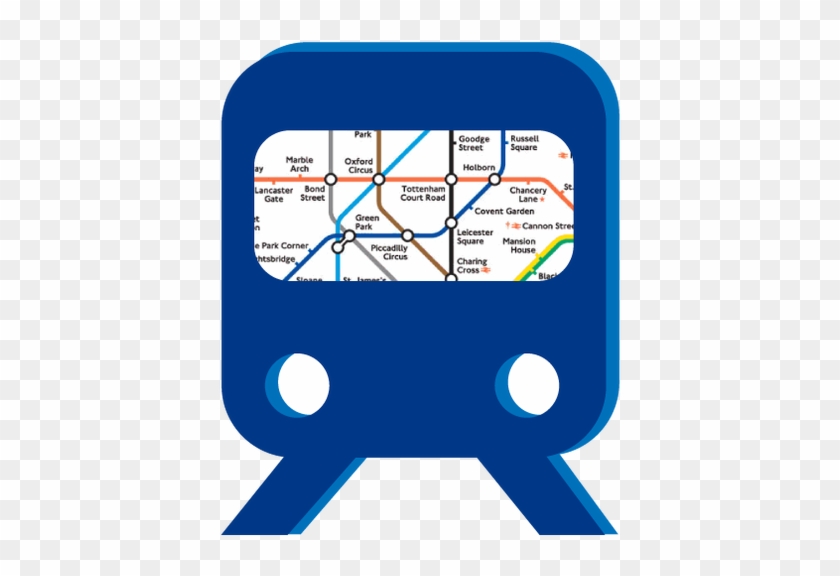 Park
Goodge
Street
Russell
Square
Marble
Arch
Oxford
Circus
Holborn
Lancaster
Gate
Bond
Street
Tottenham
Court Road
Chancery
Lane
St.
Covent Garden
Green
Park
Cannon Stree
e Park Corner
Piccadilly
Circus
Leicester
Square
Mansion
House
htsbridge
Charing
Cross
Sloane
St. James's
Black